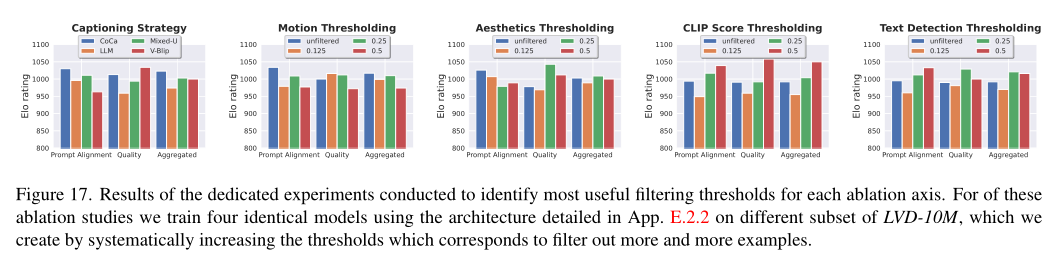 Captioning Strategy
CoCa Mixed-U
LLM V-Blip
Elo rating
1100
1050
1000
950
900
850
800
Prompt Alignment Quality Aggregated
Motion Thresholding
unfiltered 0.25
0.125 0.5
Elo rating
1100
1050
1000
950
900
850
800
Prompt Alignment Quality Aggregated
Aesthetics Thresholding
unfiltered 0.25
0.125 0.5
Elo rating
1100
1050
1000
950
900
850
800
Prompt Alignment Quality Aggregated
CLIP Score Thresholding
unfiltered 0.25
0.125 0.5
Elo rating
1100
1050
1000
950
900
850
800
Prompt Alignment Quality Aggregated
Text Detection Thresholding
unfiltered 0.25
0.125 0.5
Elo rating
1100
1050
1000
950
900
850
800
Prompt Alignment Quality Aggregated
Figure 17. Results of the dedicated experiments conducted to identify most useful filtering thresholds for each ablation axis. For of these
ablation studies we train four identical models using the architecture detailed in App. E.2.2 on different subset of LVD-10M, which we
create by systematically increasing the thresholds which corresponds to filter out more and more examples.